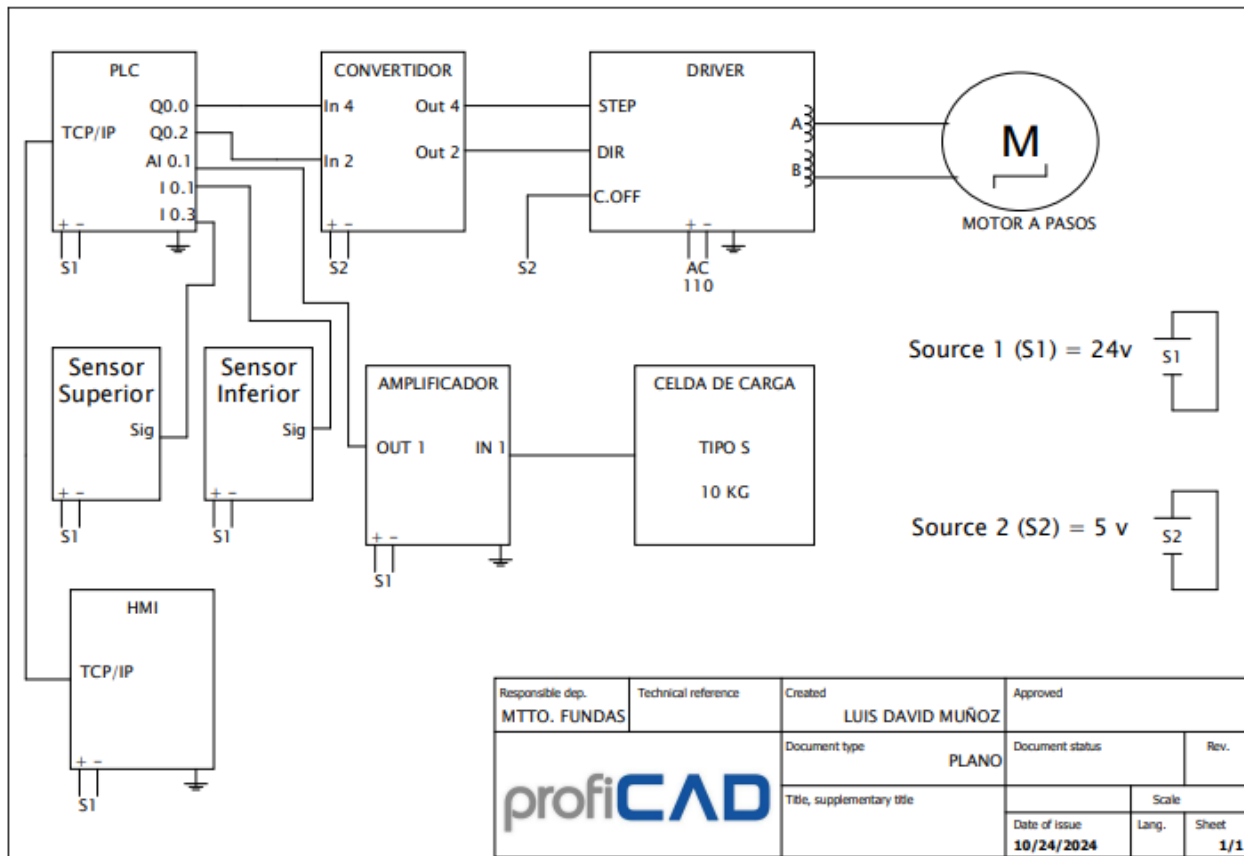 PLC
TCP/IP
Q0.0
Q0.2
AI 0.1
I 0.1
I 0.3
+ -
S1
CONVERTIDOR
In 4
Out 4
In 2
Out 2
+ -
S2
DRIVER
STEP
DIR
C.OFF
A
B
+ -
S2
AC
110
M
MOTOR A PASOS
Sensor
Superior
Sig
+ -
S1
Sensor
Inferior
Sig
+ -
S1
AMPLIFICADOR
OUT 1
IN 1
+ -
S1
CELDA DE CARGA
TIPO S
10 KG
Source 1 (S1) = 24v
S1
Source 2 (S2) = 5 v
S2
HMI
TCP/IP
+ -
S1
Responsible dep.
MTTO. FUNDAS
Technical reference
Created
LUIS DAVID MUÑOZ
Approved
profiCAD
Document type
PLANO
Document status
Rev.
Title, supplementary title
Scale
Date of issue
10/24/2024
Lang.
Sheet
1/1